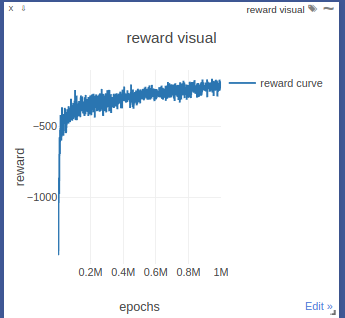 x ⇩ reward visual
reward visual
reward curve
−500
−1000
reward
0.2M 0.4M 0.6M 0.8M 1M
epochs
Edit »